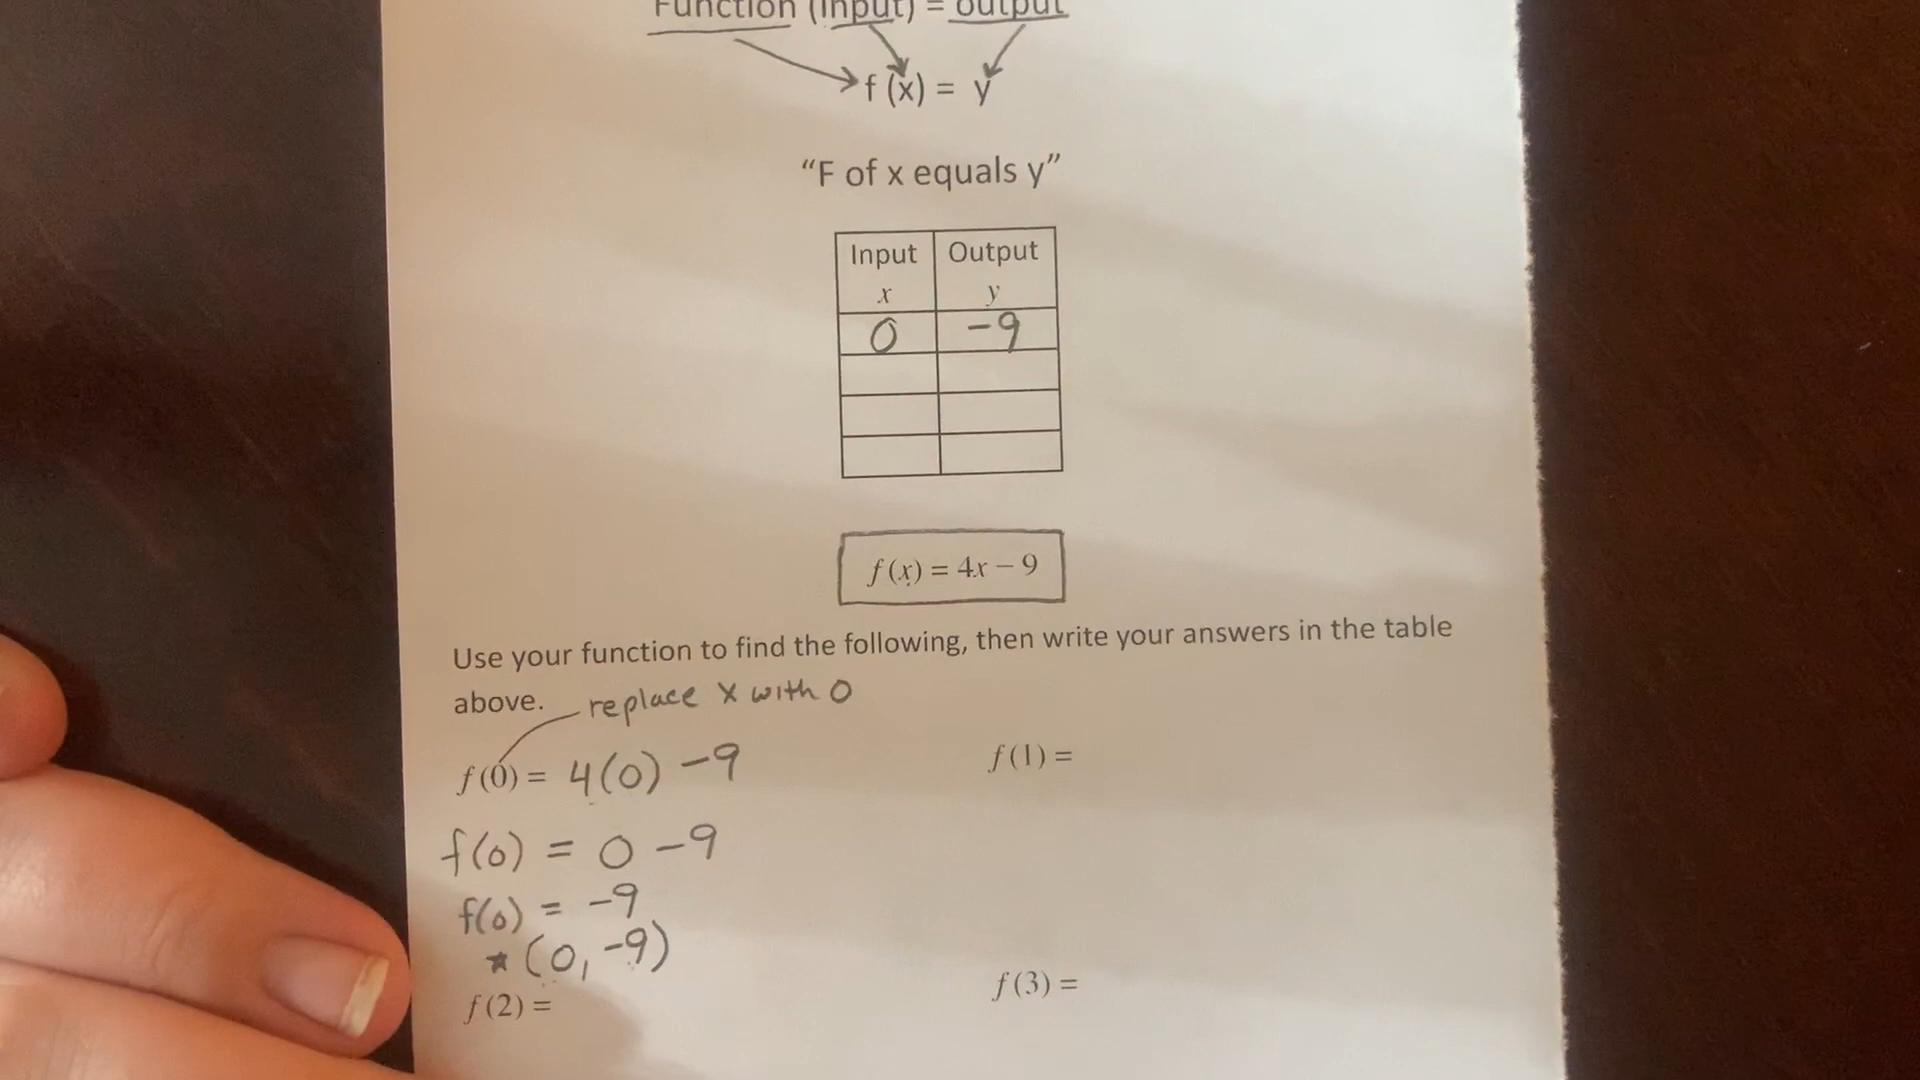 Function (Input) = output
f (x) = y
“F of x equals y”
Input Output
x y
0 -9
f (x) = 4x – 9
Use your function to find the following, then write your answers in the table
above. replace x with 0
f (0) = 4(0) -9 f (1) =
f(0) = 0 -9
f(0) = -9
★(0, -9)
f (2) = f (3) =